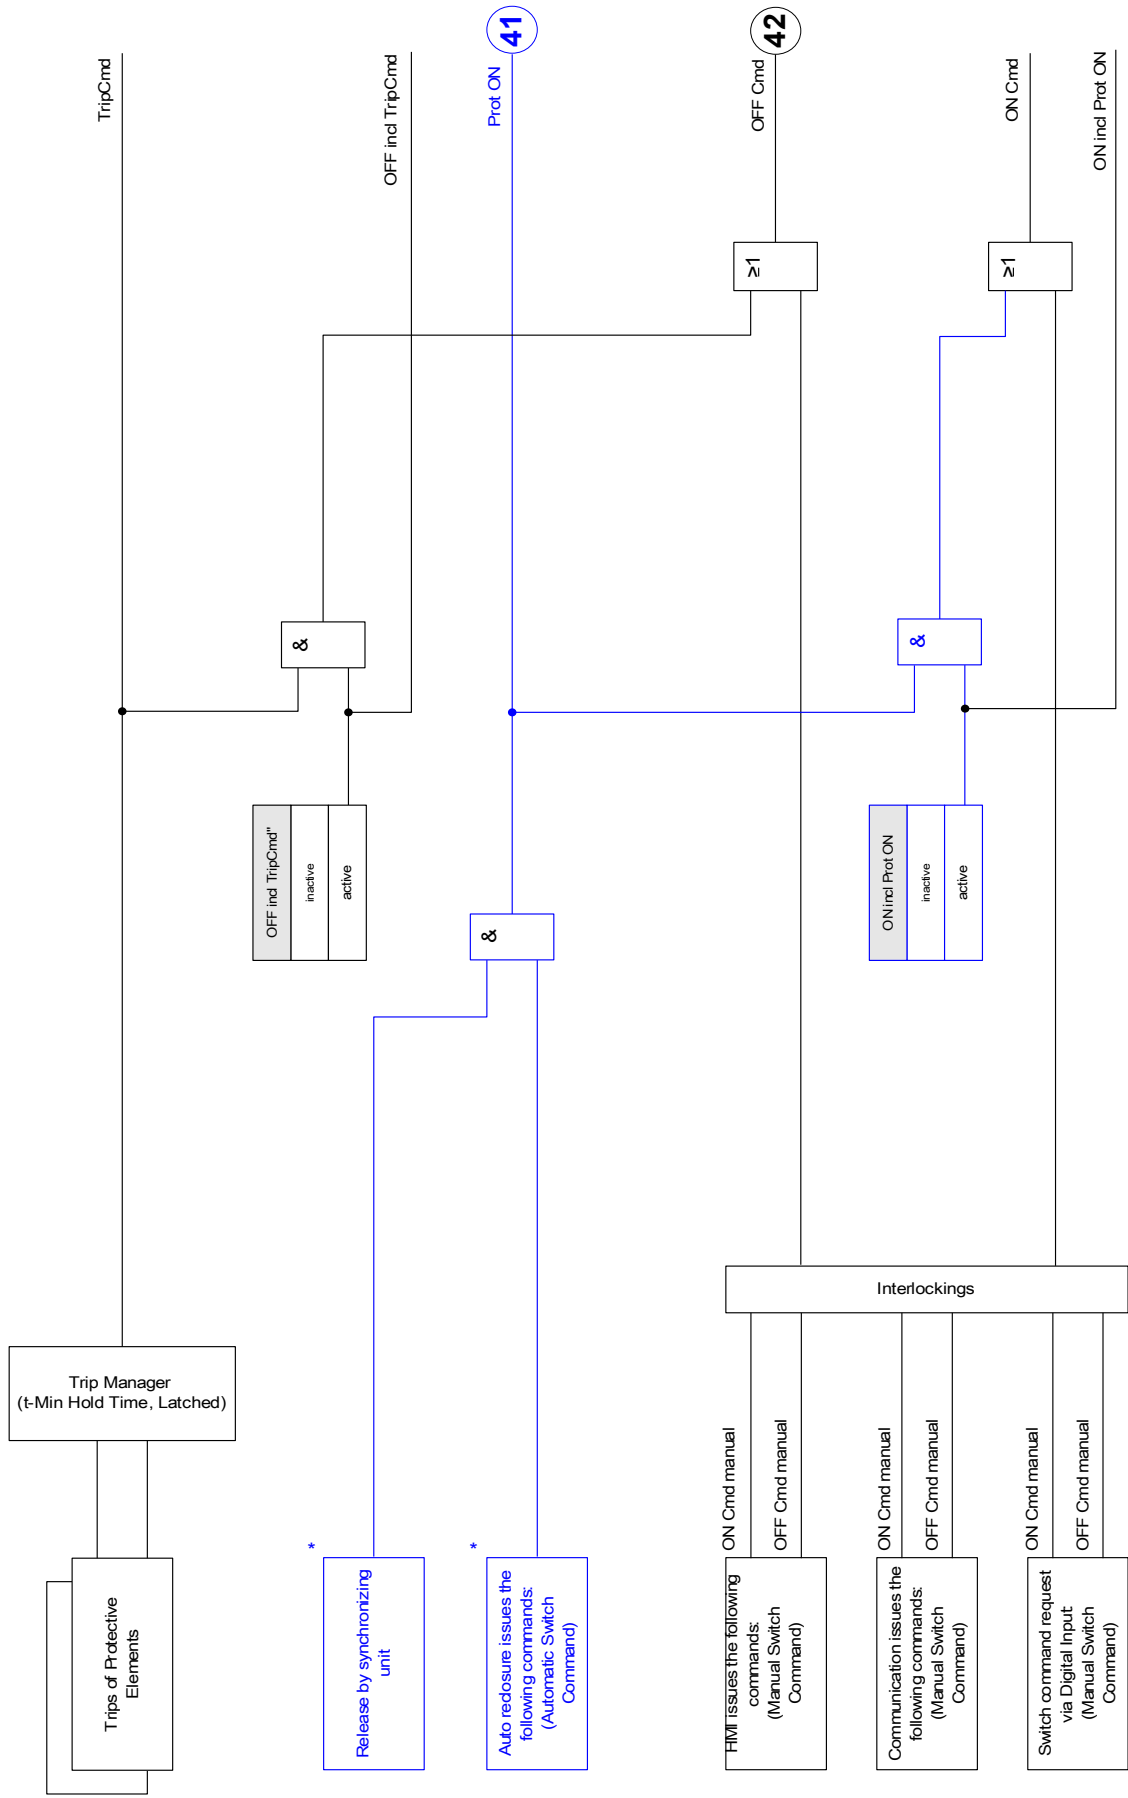 Trips of Protective
Elements
Trip Manager
(t-Min Hold Time, Latched)
TripCmd
OFF incl TripCmd"
inactive
active
&
OFF incl TripCmd
*
Release by synchronizing
unit
*
Auto reclosure issues the
following commands:
(Automatic Switch
Command)
&
Prot ON
41
HMI issues the following
commands:
(Manual Switch
Command)
ON Cmd manual
OFF Cmd manual
Communication issues the
following commands:
(Manual Switch
Command)
ON Cmd manual
OFF Cmd manual
Switch command request
via Digital Input:
(Manual Switch
Command)
ON Cmd manual
OFF Cmd manual
Interlockings
ON incl Prot ON
inactive
active
&
≥1
OFF Cmd
42
≥1
ON Cmd
ON incl Prot ON